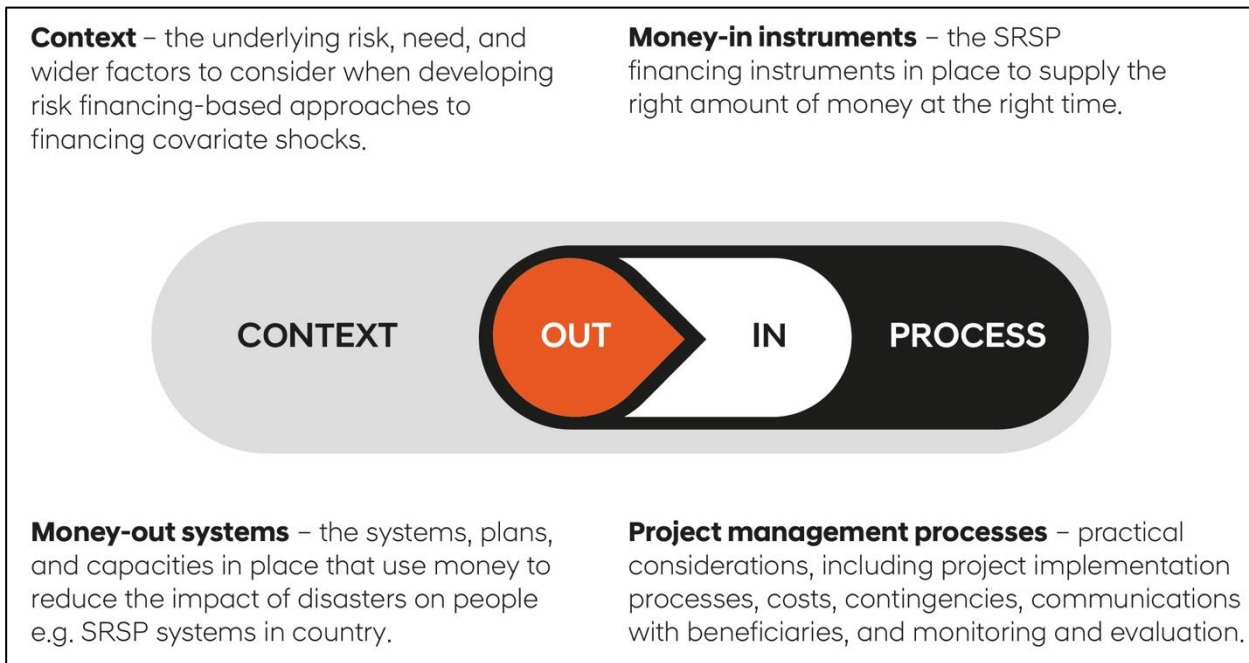 Context – the underlying risk, need, and
wider factors to consider when developing
risk financing-based approaches to
financing covariate shocks.
Money-in instruments – the SRSP
financing instruments in place to supply the
right amount of money at the right time.
CONTEXT
OUT
IN
PROCESS
Money-out systems – the systems, plans,
and capacities in place that use money to
reduce the impact of disasters on people
e.g. SRSP systems in country.
Project management processes – practical
considerations, including project implementation
processes, costs, contingencies, communications
with beneficiaries, and monitoring and evaluation.